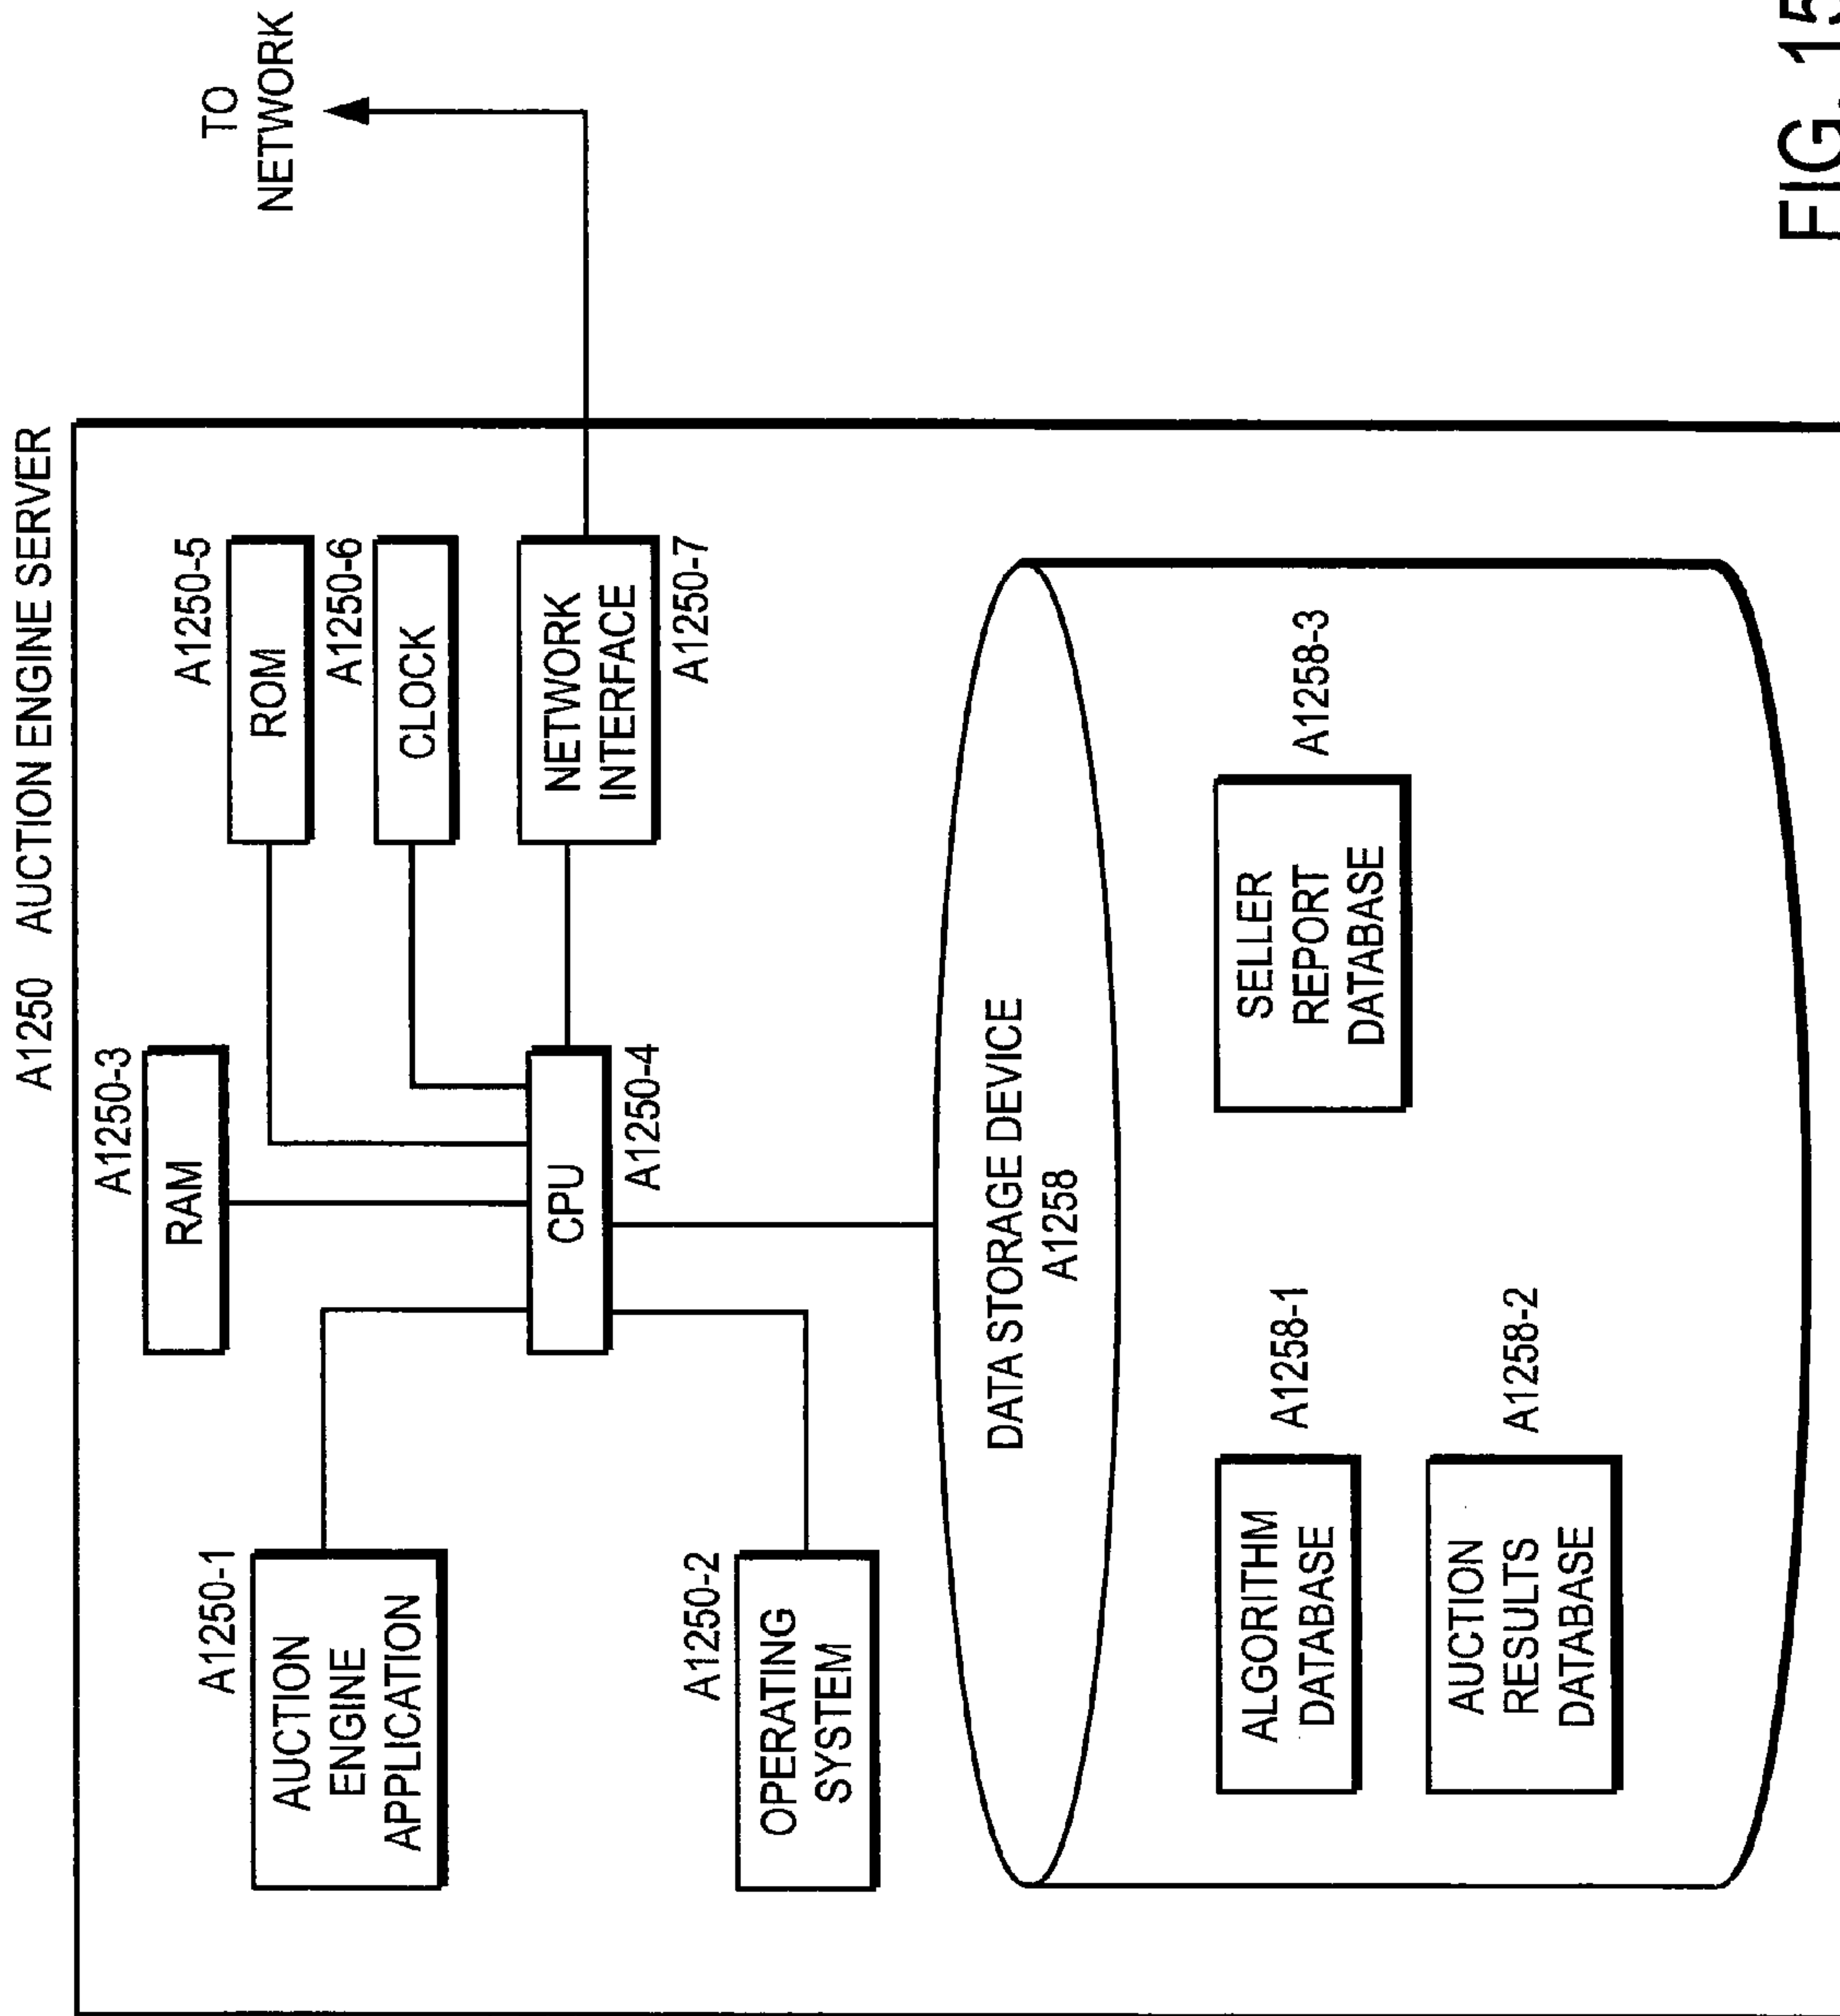 A1250 AUCTION ENGINE SERVER
A1250-1
AUCTION
ENGINE
APPLICATION
A1250-2
OPERATING
SYSTEM
A1250-3
RAM
CPU
A1250-4
A1250-5
ROM
A1250-6
CLOCK
NETWORK
INTERFACE
A1250-7
TO
NETWORK
DATA STORAGE DEVICE
A1258
ALGORITHM
DATABASE
A1258-1
AUCTION
RESULTS
DATABASE
A1258-2
SELLER
REPORT
DATABASE
A1258-3
FIG. 15